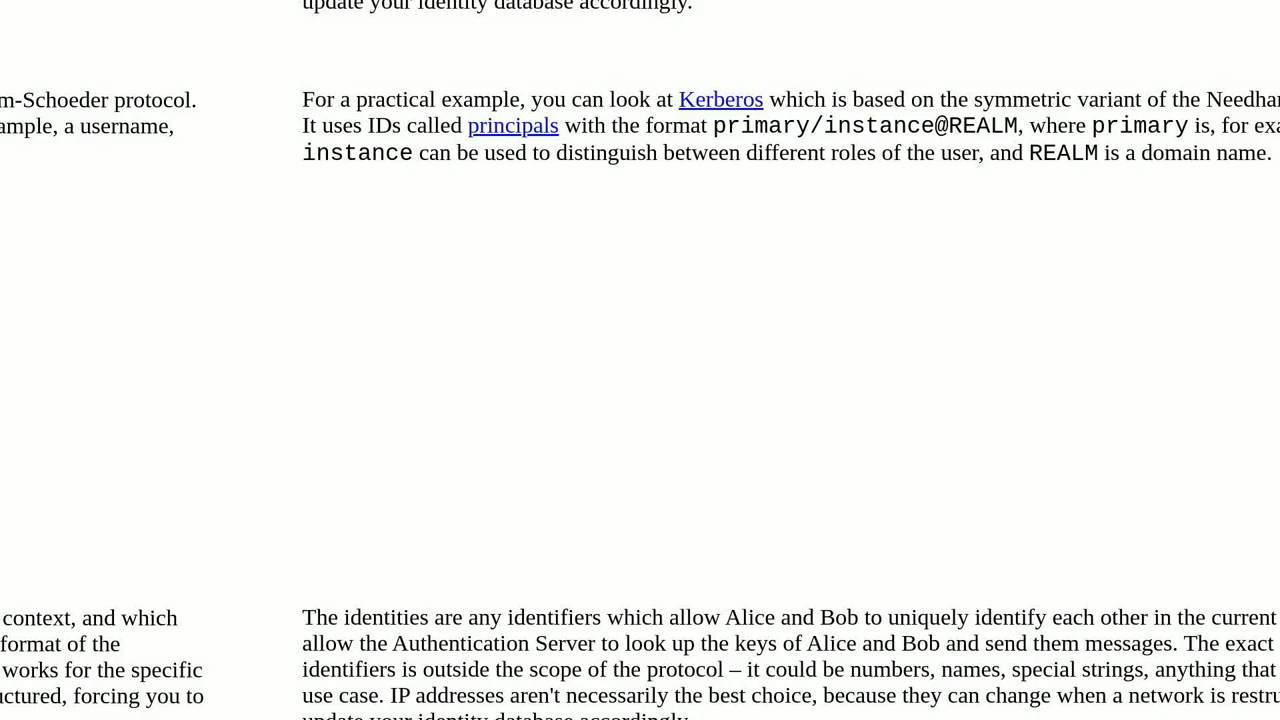 update your identity database accordingly.
m-Schoeder protocol.
ample, a username,
For a practical example, you can look at Kerberos which is based on the symmetric variant of the Needha
It uses IDs called principals with the format primary/instance@REALM, where primary is, for exa
instance can be used to distinguish between different roles of the user, and REALM is a domain name.
context, and which
format of the
works for the specific
uctured, forcing you to
The identities are any identifiers which allow Alice and Bob to uniquely identify each other in the current
allow the Authentication Server to look up the keys of Alice and Bob and send them messages. The exact
identifiers is outside the scope of the protocol – it could be numbers, names, special strings, anything that
use case. IP addresses aren't necessarily the best choice, because they can change when a network is restru
update your identity database accordingly.